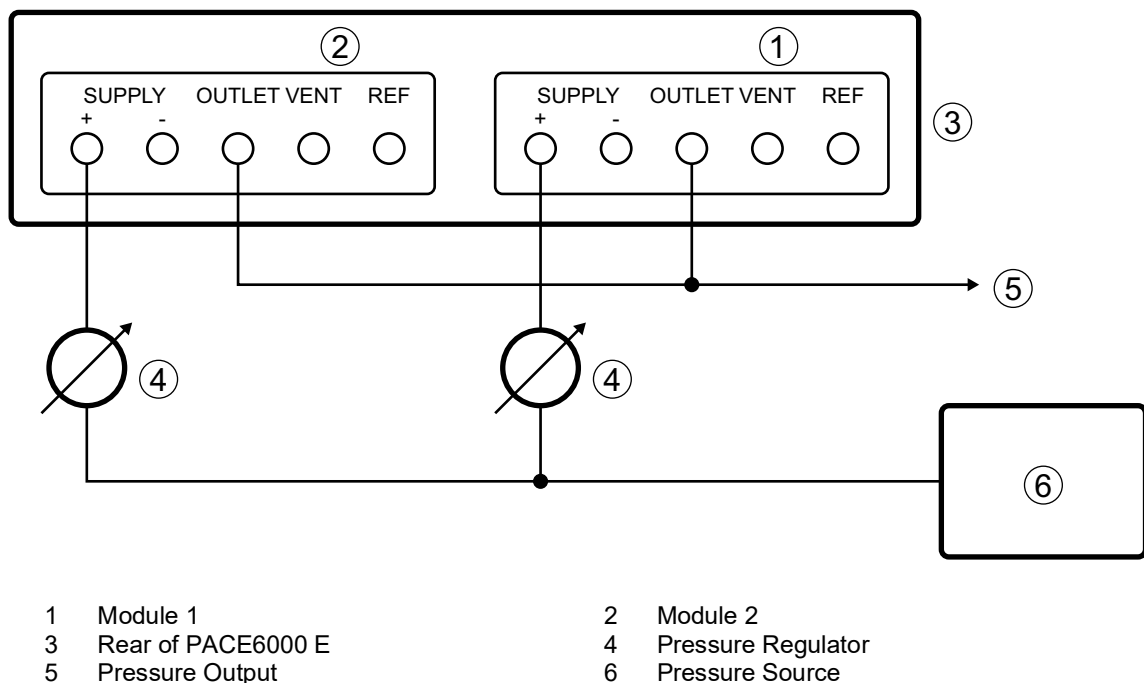 ② ①
SUPPLY OUTLET VENT REF SUPPLY OUTLET VENT REF
+ - + -
③
⑤
④ ④
⑥
1 Module 1 2 Module 2
3 Rear of PACE6000 E 4 Pressure Regulator
5 Pressure Output 6 Pressure Source